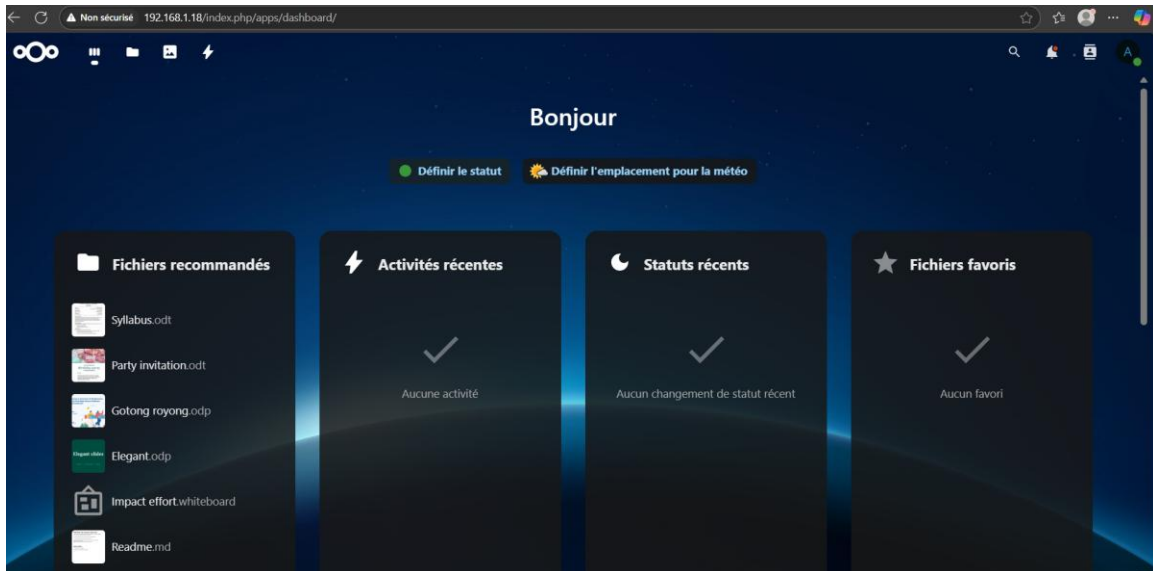 Non sécurisé 192.168.1.18/index.php/apps/dashboard/
A
Bonjour
Définir le statut
Définir l'emplacement pour la météo
Fichiers recommandés
Syllabus.odt
Party invitation.odt
Gotong royong.odp
Elegant.odp
Impact effort.whiteboard
Readme.md
Activités récentes
Aucune activité
Statuts récents
Aucun changement de statut récent
Fichiers favoris
Aucun favori